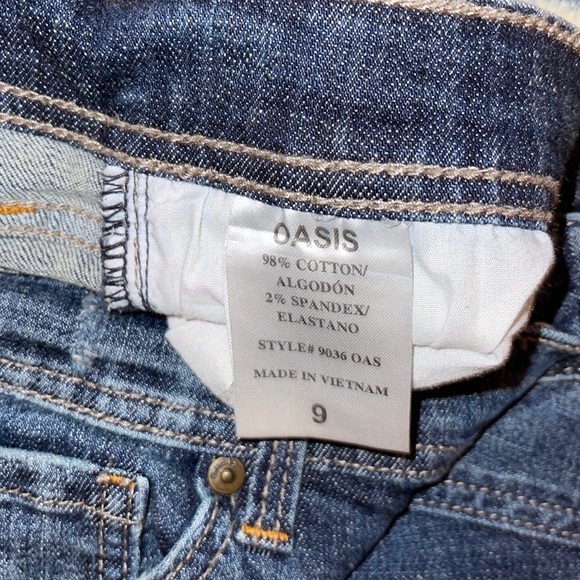 OASIS
98% COTTON/
ALGODÓN
2% SPANDEX/
ELASTANO
STYLE# 9036 OAS
MADE IN VIETNAM
9